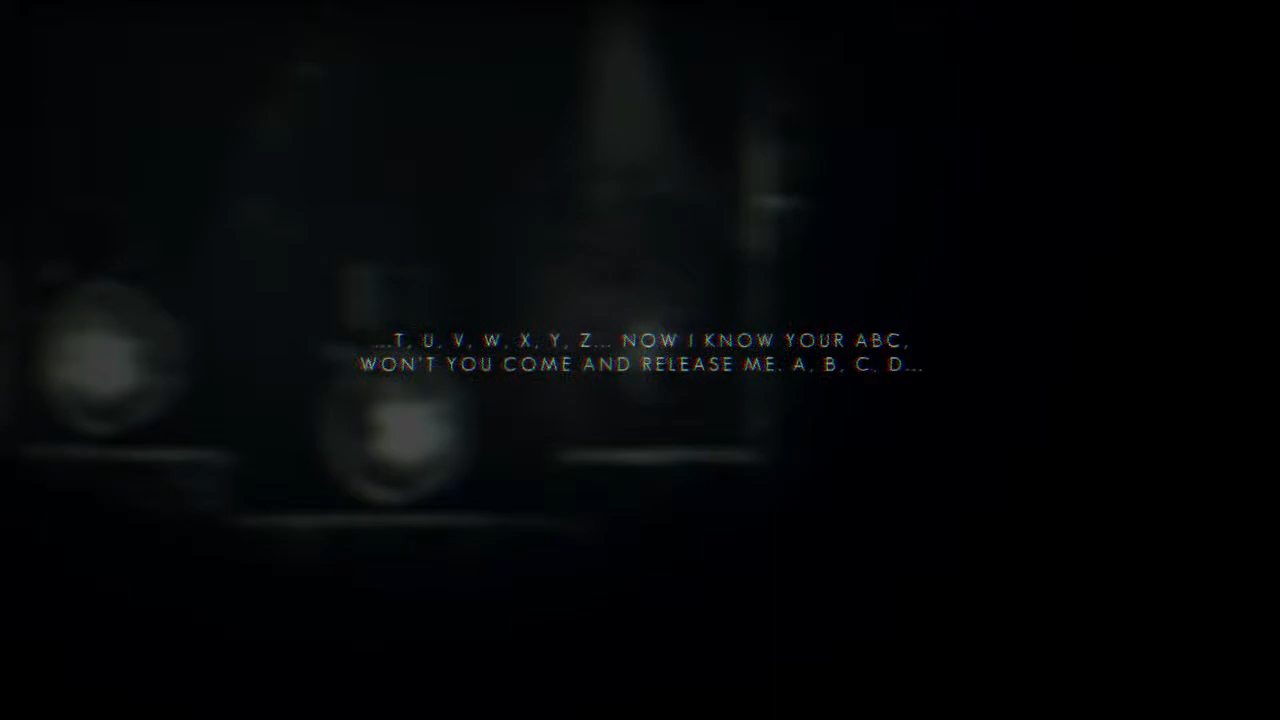 ...T, U, V, W, X, Y, Z... NOW I KNOW YOUR ABC,
WON'T YOU COME AND RELEASE ME. A, B, C, D...